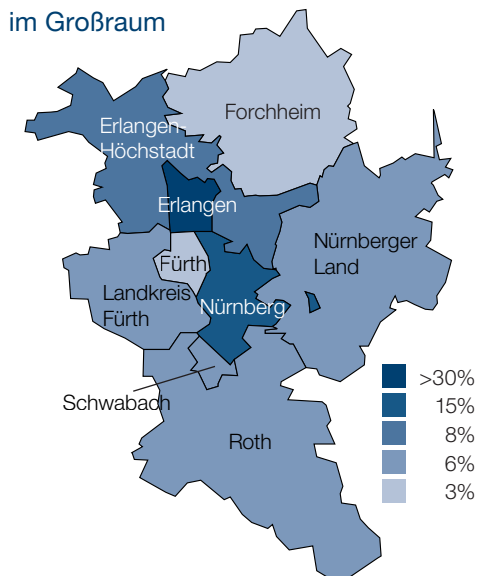 im Großraum
Forchheim
Erlangen
Höchstadt
Erlangen
Nürnberger
Land
Fürth
Landkreis
Fürth
Nürnberg
Schwabach
Roth
>30%
15%
8%
6%
3%